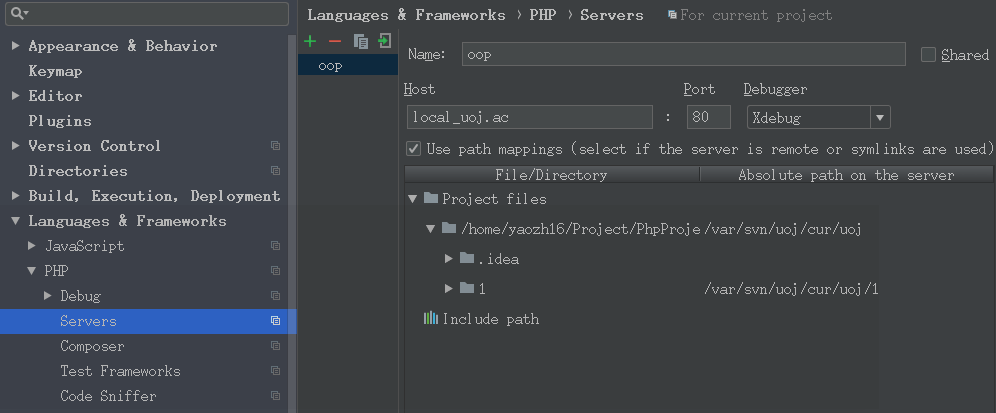 Appearance & Behavior
Keymap
Editor
Plugins
Version Control
Directories
Build, Execution, Deployment
Languages & Frameworks
JavaScript
PHP
Debug
Servers
Composer
Test Frameworks
Code Sniffer
Languages & Frameworks › PHP › Servers For current project
oop
Name: oop Shared
Host Port Debugger
local_uoj.ac : 80 Xdebug
Use path mappings (select if the server is remote or symlinks are used)
File/Directory Absolute path on the server
Project files
/home/yaozh16/Project/PhpProje /var/svn/uoj/cur/uoj
.idea
1 /var/svn/uoj/cur/uoj/1
Include path